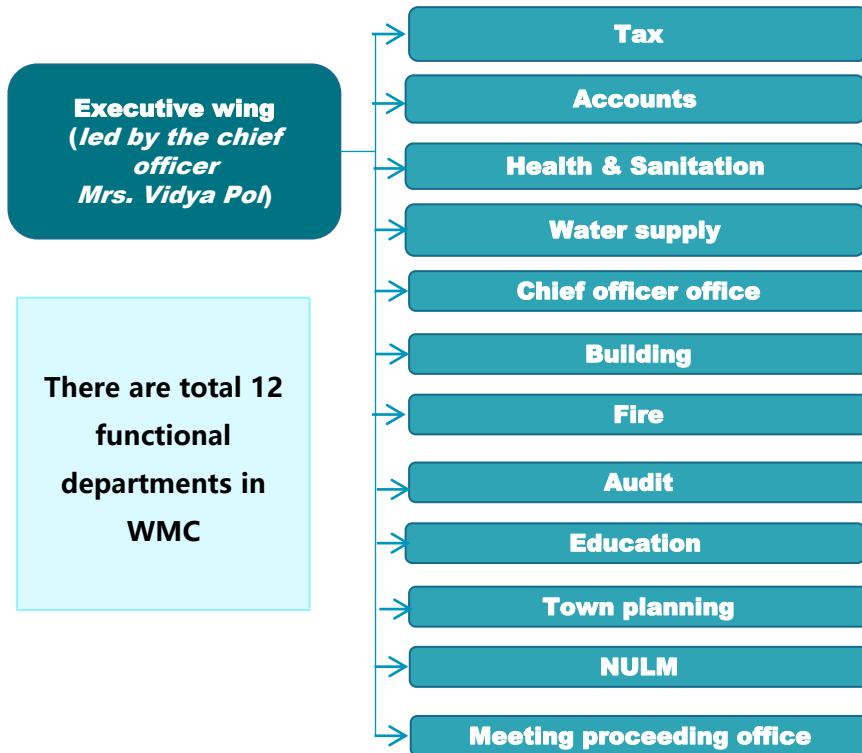 Executive wing
(led by the chief
officer
Mrs. Vidya Pol)
There are total 12
functional
departments in
WMC
Tax
Accounts
Health & Sanitation
Water supply
Chief officer office
Building
Fire
Audit
Education
Town planning
NULM
Meeting proceeding office